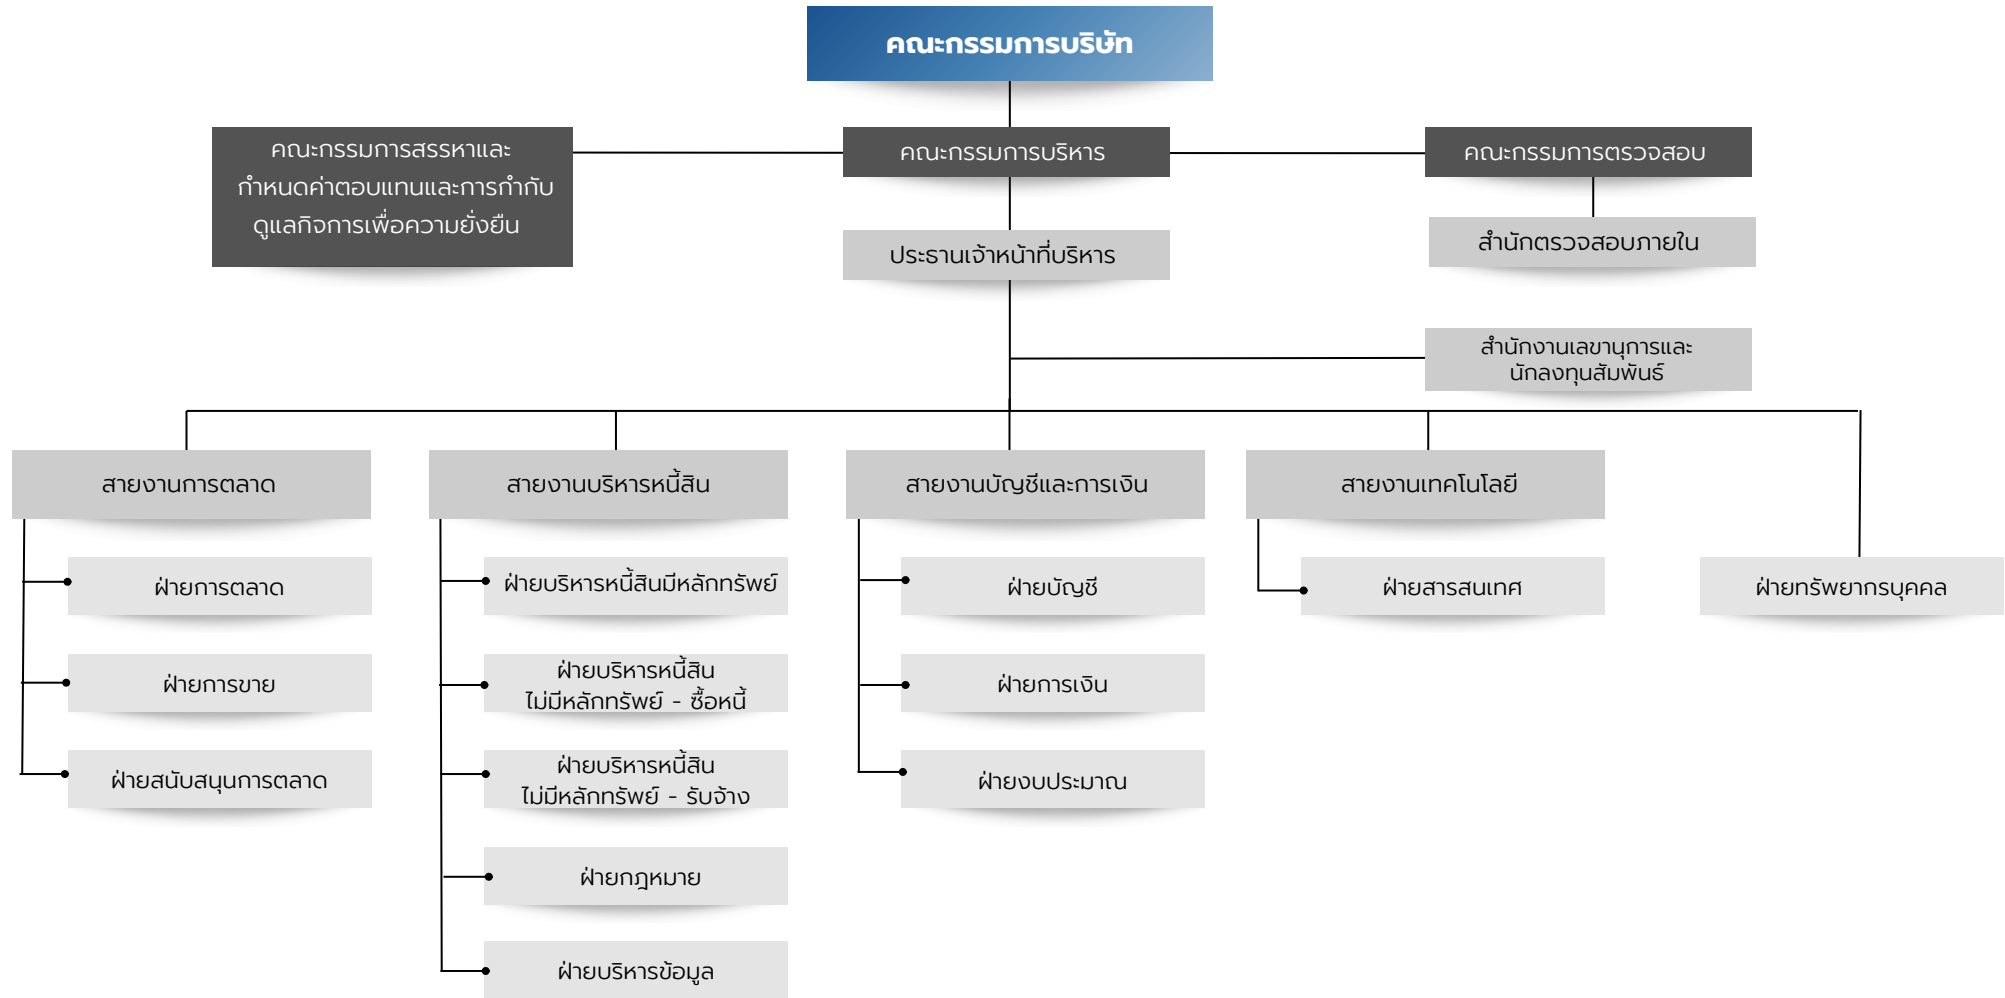 คณะกรรมการบริษัท
คณะกรรมการสรรหาและ
กำหนดค่าตอบแทนและการกำกับ
ดูแลกิจการเพื่อความยั่งยืน
คณะกรรมการบริหาร
คณะกรรมการตรวจสอบ
ประธานเจ้าหน้าที่บริหาร
สำนักตรวจสอบภายใน
สำนักงานเลขานุการและ
นักลงทุนสัมพันธ์
สายงานการตลาด
ฝ่ายการตลาด
ฝ่ายการขาย
ฝ่ายสนับสนุนการตลาด
สายงานบริหารหนี้สิน
ฝ่ายบริหารหนี้สินมีหลักทรัพย์
ฝ่ายบริหารหนี้สิน
ไม่มีหลักทรัพย์ - ซื้อหนี้
ฝ่ายบริหารหนี้สิน
ไม่มีหลักทรัพย์ - รับจ้าง
ฝ่ายกฎหมาย
ฝ่ายบริหารข้อมูล
สายงานบัญชีและการเงิน
ฝ่ายบัญชี
ฝ่ายการเงิน
ฝ่ายงบประมาณ
สายงานเทคโนโลยี
ฝ่ายสารสนเทศ
ฝ่ายทรัพยากรบุคคล